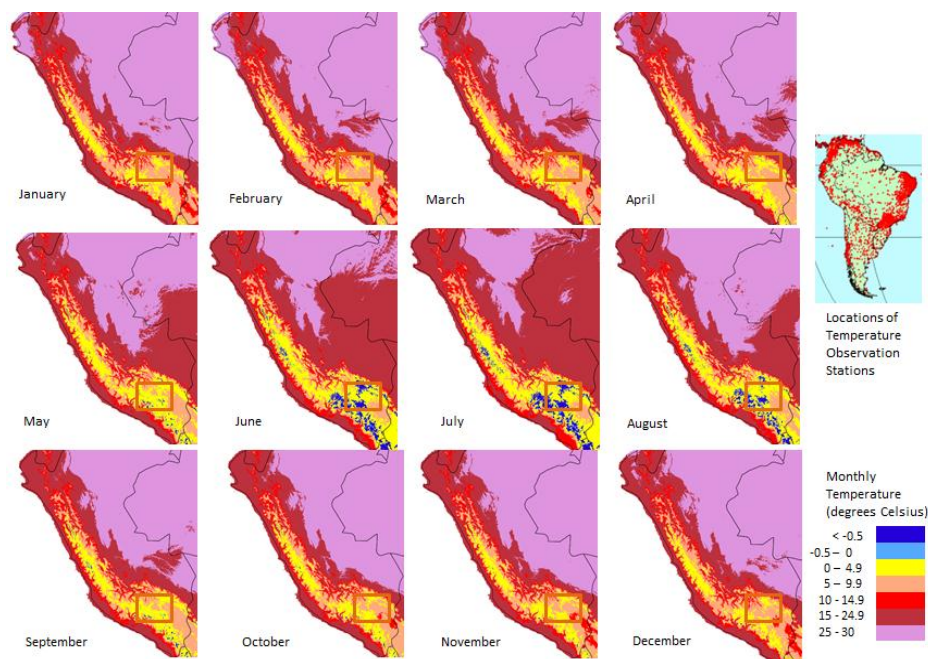 January
February
March
April
Locations of
Temperature
Observation
Stations
May
June
July
August
Monthly
Temperature
(degrees Celsius)
< -0.5
-0.5 – 0
0 – 4.9
5 – 9.9
10 - 14.9
15 - 24.9
25 - 30
September
October
November
December